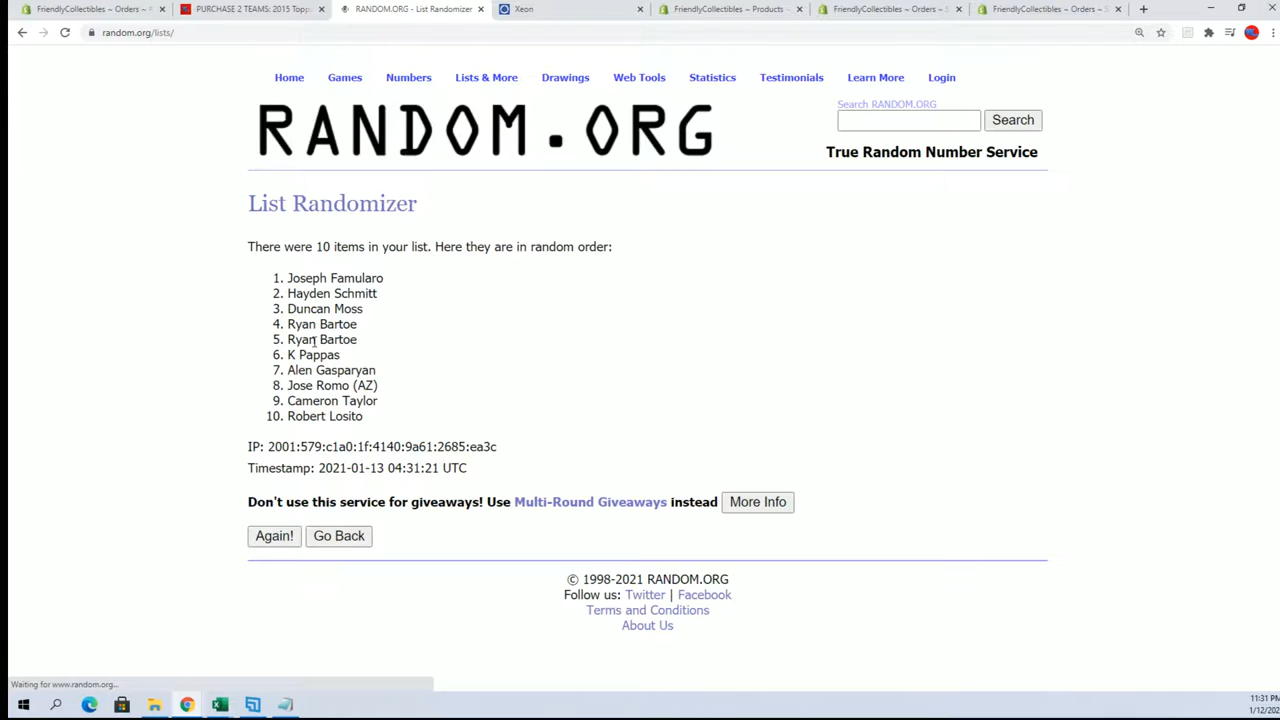 FriendlyCollectibles ~ Orders ~
PURCHASE 2 TEAMS: 2015 Topp
RANDOM.ORG - List Randomizer
Xeon
FriendlyCollectibles ~ Products ~
FriendlyCollectibles ~ Orders ~ S
FriendlyCollectibles ~ Orders ~ S
random.org/lists/
Home Games Numbers Lists & More Drawings Web Tools Statistics Testimonials Learn More Login
RANDOM.ORG
Search RANDOM.ORG
Search
True Random Number Service
List Randomizer
There were 10 items in your list. Here they are in random order:
1. Joseph Famularo
2. Hayden Schmitt
3. Duncan Moss
4. Ryan Bartoe
5. Ryan Bartoe
6. K Pappas
7. Alen Gasparyan
8. Jose Romo (AZ)
9. Cameron Taylor
10. Robert Losito
IP: 2001:579:c1a0:1f:4140:9a61:2685:ea3c
Timestamp: 2021-01-13 04:31:21 UTC
Don't use this service for giveaways! Use Multi-Round Giveaways instead More Info
Again! Go Back
© 1998-2021 RANDOM.ORG
Follow us: Twitter | Facebook
Terms and Conditions
About Us
Waiting for www.random.org...
11:31 PM
1/12/202